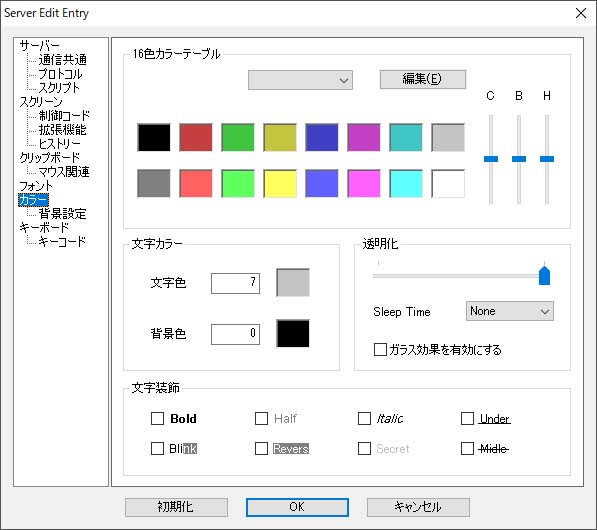 Server Edit Entry
サーバー
通信共通
プロトコル
スクリプト
スクリーン
制御コード
拡張機能
ヒストリー
クリップボード
マウス関連
フォント
カラー
背景設定
キーボード
キーコード
16色カラーテーブル
編集(E)
C B H
文字カラー
文字色 7
背景色 0
透明化
Sleep Time None
ガラス効果を有効にする
文字装飾
Bold Half Italic Under
Blink Revers Secret Midle
初期化 OK キャンセル